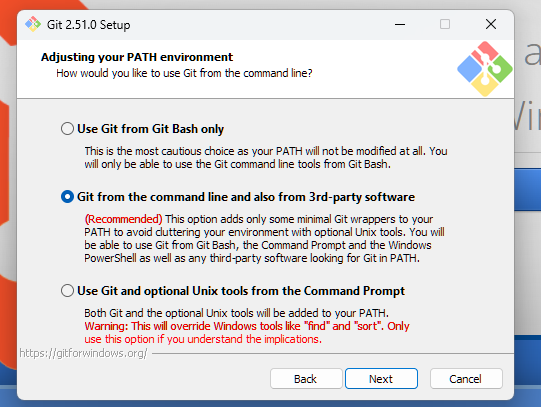 Git 2.51.0 Setup
Adjusting your PATH environment
How would you like to use Git from the command line?
Use Git from Git Bash only
This is the most cautious choice as your PATH will not be modified at all. You
will only be able to use the Git command line tools from Git Bash.
Git from the command line and also from 3rd-party software
(Recommended) This option adds only some minimal Git wrappers to your
PATH to avoid cluttering your environment with optional Unix tools. You will
be able to use Git from Git Bash, the Command Prompt and the Windows
PowerShell as well as any third-party software looking for Git in PATH.
Use Git and optional Unix tools from the Command Prompt
Both Git and the optional Unix tools will be added to your PATH.
Warning: This will override Windows tools like "find" and "sort". Only
use this option if you understand the implications.
https://gitforwindows.org/
Back
Next
Cancel